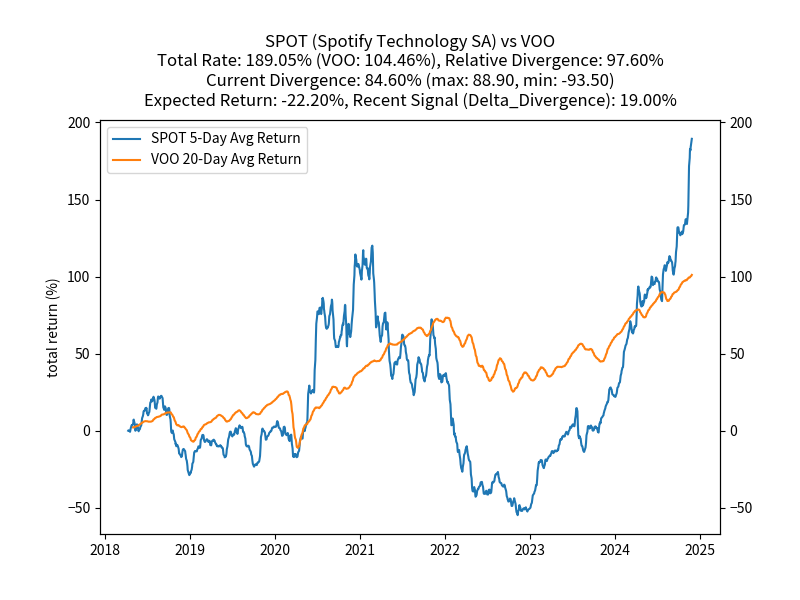 SPOT (Spotify Technology SA) vs VOO
Total Rate: 189.05% (VOO: 104.46%), Relative Divergence: 97.60%
Current Divergence: 84.60% (max: 88.90, min: -93.50)
Expected Return: -22.20%, Recent Signal (Delta_Divergence): 19.00%
SPOT 5-Day Avg Return
VOO 20-Day Avg Return
total return (%)
200
150
100
50
0
−50
200
150
100
50
0
−50
2018
2019
2020
2021
2022
2023
2024
2025